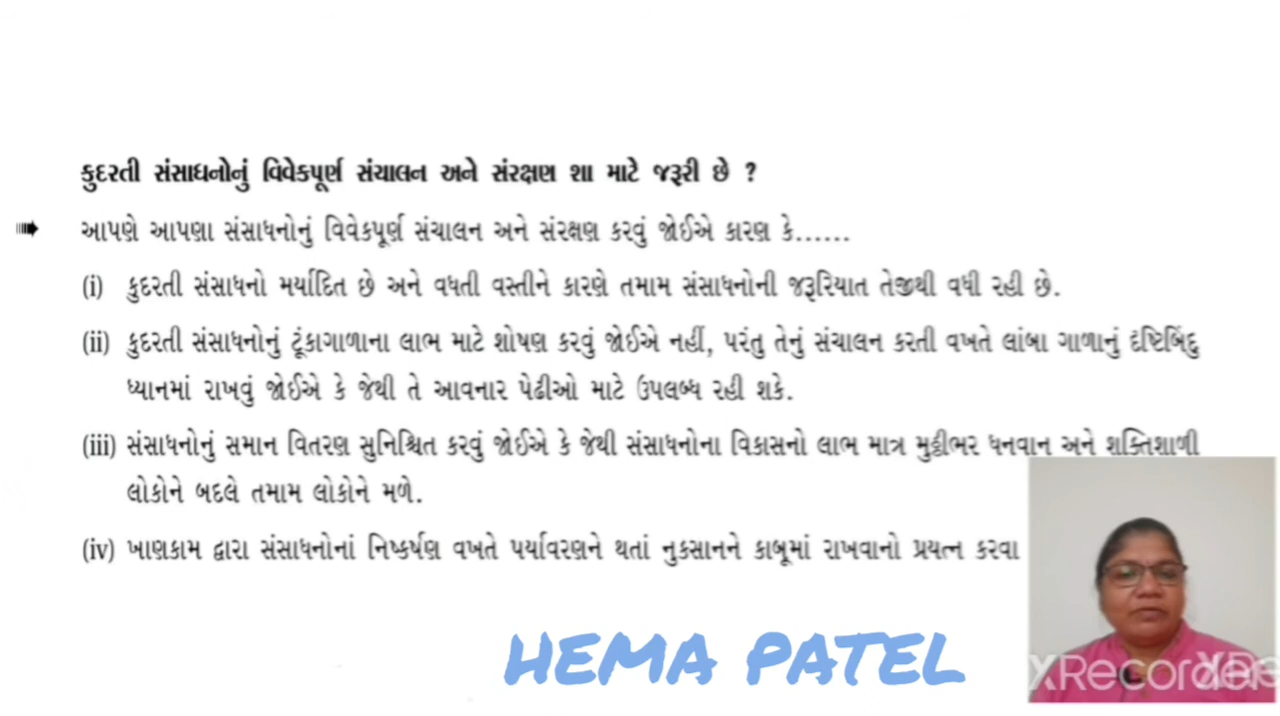 કુદરતી સંસાધનોનું વિવેકપૂર્ણ સંચાલન અને સંરક્ષણ શા માટે જરૂરી છે ?
આપણે આપણા સંસાધનોનું વિવેકપૂર્ણ સંચાલન અને સંરક્ષણ કરવું જોઈએ કારણ કે......
(i) કુદરતી સંસાધનો મર્યાદિત છે અને વધતી વસ્તીને કારણે તમામ સંસાધનોની જરૂરિયાત તેજીથી વધી રહી છે.
(ii) કુદરતી સંસાધનોનું ટૂંકાગાળાના લાભ માટે શોષણ કરવું જોઈએ નહીં, પરંતુ તેનું સંચાલન કરતી વખતે લાંબા ગાળાનું દૃષ્ટિબિંદુ
ધ્યાનમાં રાખવું જોઈએ કે જેથી તે આવનાર પેઢીઓ માટે ઉપલબ્ધ રહી શકે.
(iii) સંસાધનોનું સમાન વિતરણ સુનિશ્ચિત કરવું જોઈએ કે જેથી સંસાધનોના વિકાસનો લાભ માત્ર મુઠ્ઠીભર ધનવાન અને શક્તિશાળી
લોકોને બદલે તમામ લોકોને મળે.
(iv) ખાણકામ દ્વારા સંસાધનોનાં નિષ્કર્ષણ વખતે પર્યાવરણને થતાં નુકસાનને કાબૂમાં રાખવાનો પ્રયત્ન કરવા
HEMA PATEL
XRecorder